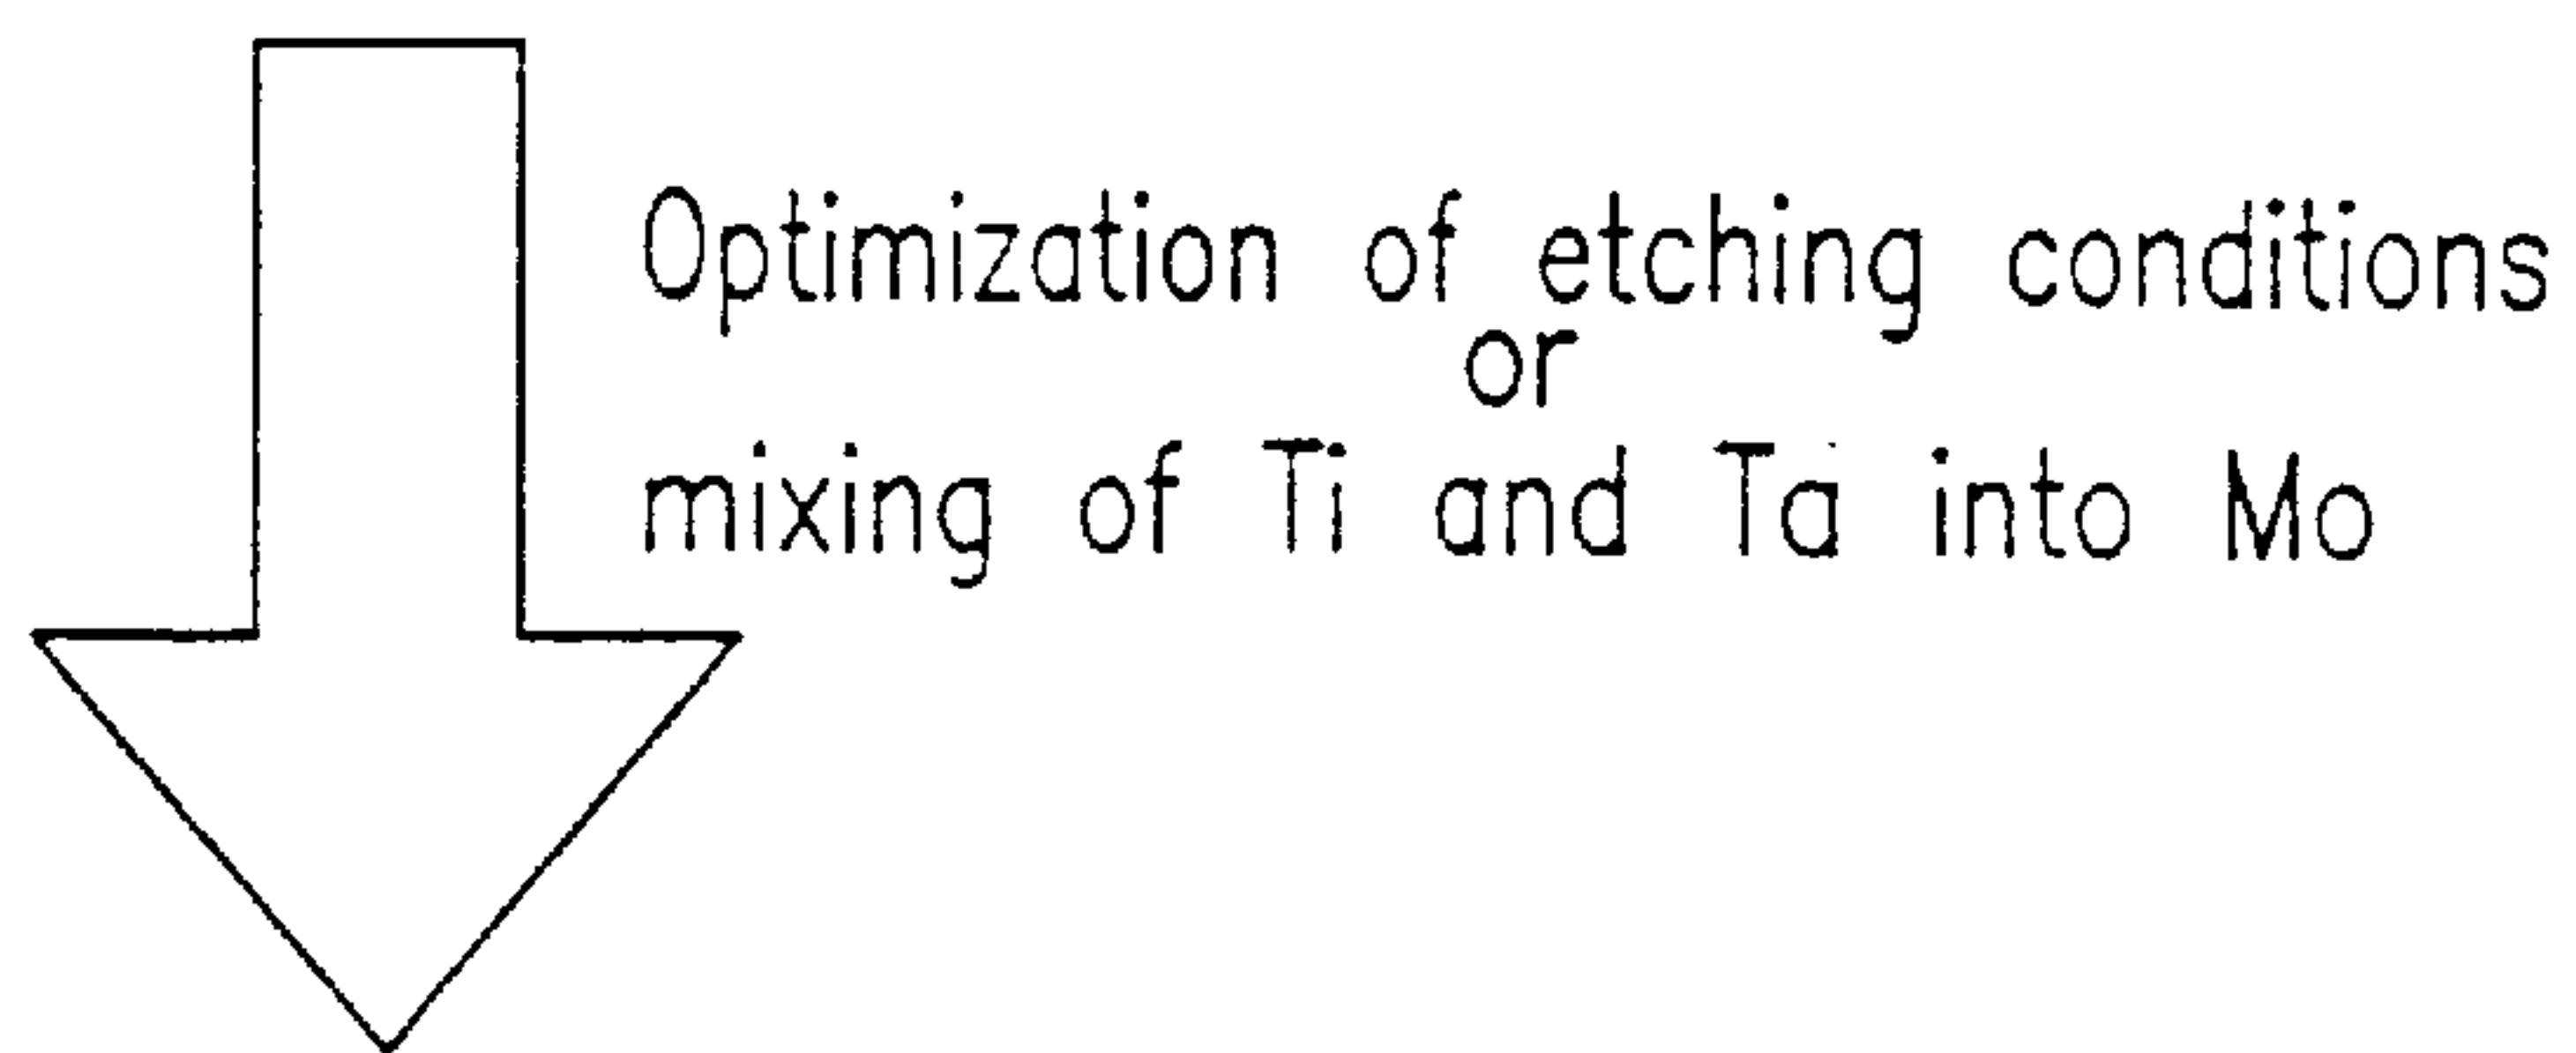 Optimization of etching conditions
or
mixing of Ti and Ta into Mo